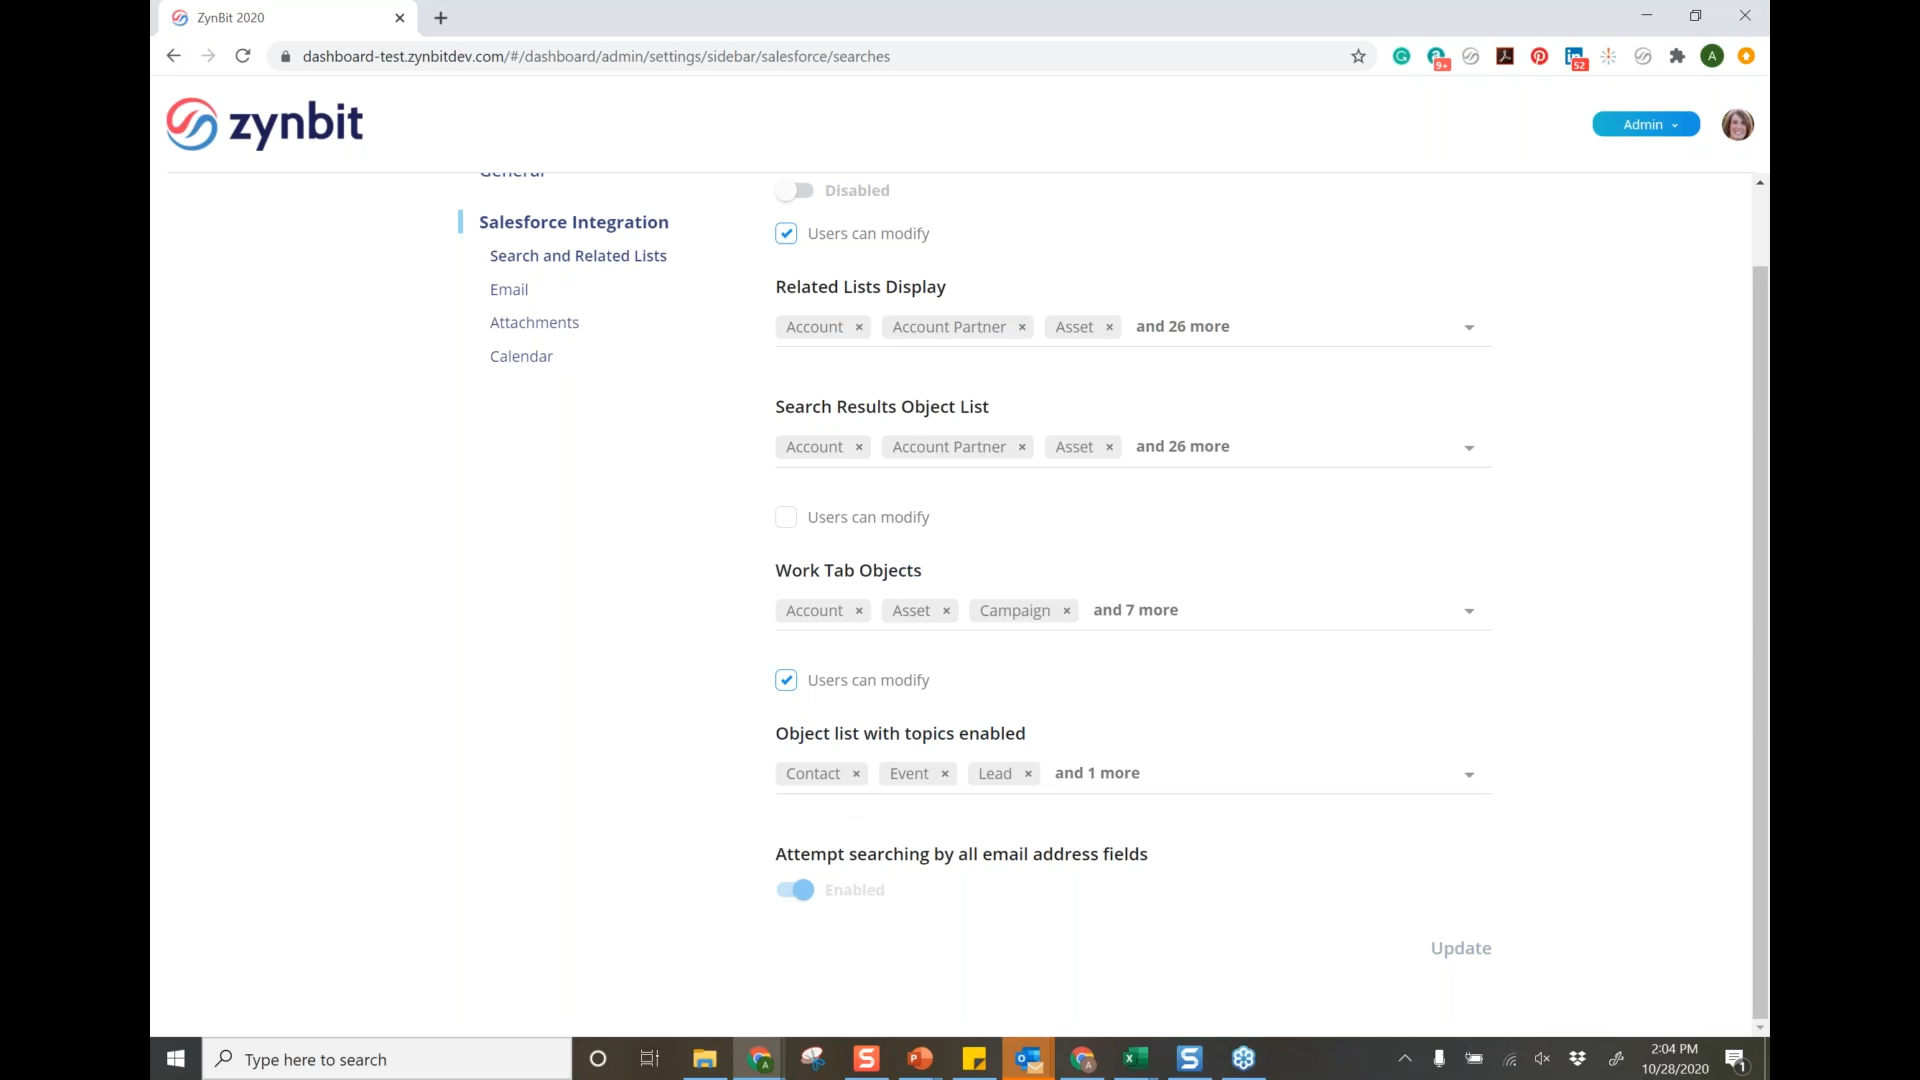 ZynBit 2020
dashboard-test.zynbitdev.com/#/dashboard/admin/settings/sidebar/salesforce/searches
9+
52
A
zynbit
Admin
General
Disabled
Salesforce Integration
Users can modify
Search and Related Lists
Related Lists Display
Email
Attachments
Account × Account Partner × Asset × and 26 more
Calendar
Search Results Object List
Account × Account Partner × Asset × and 26 more
Users can modify
Work Tab Objects
Account × Asset × Campaign × and 7 more
Users can modify
Object list with topics enabled
Contact × Event × Lead × and 1 more
Attempt searching by all email address fields
Enabled
Update
Type here to search
2:04 PM
10/28/2020
1